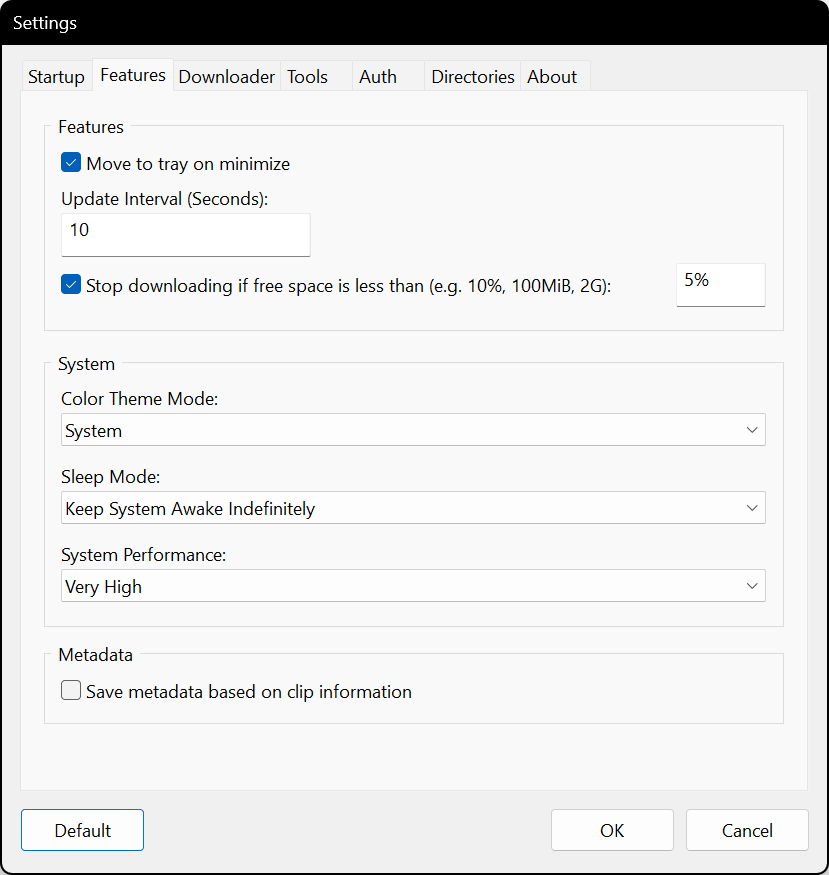 Settings
Startup Features Downloader Tools Auth Directories About
Features
Move to tray on minimize
Update Interval (Seconds):
10
Stop downloading if free space is less than (e.g. 10%, 100MiB, 2G): 5%
System
Color Theme Mode:
System
Sleep Mode:
Keep System Awake Indefinitely
System Performance:
Very High
Metadata
Save metadata based on clip information
Default OK Cancel